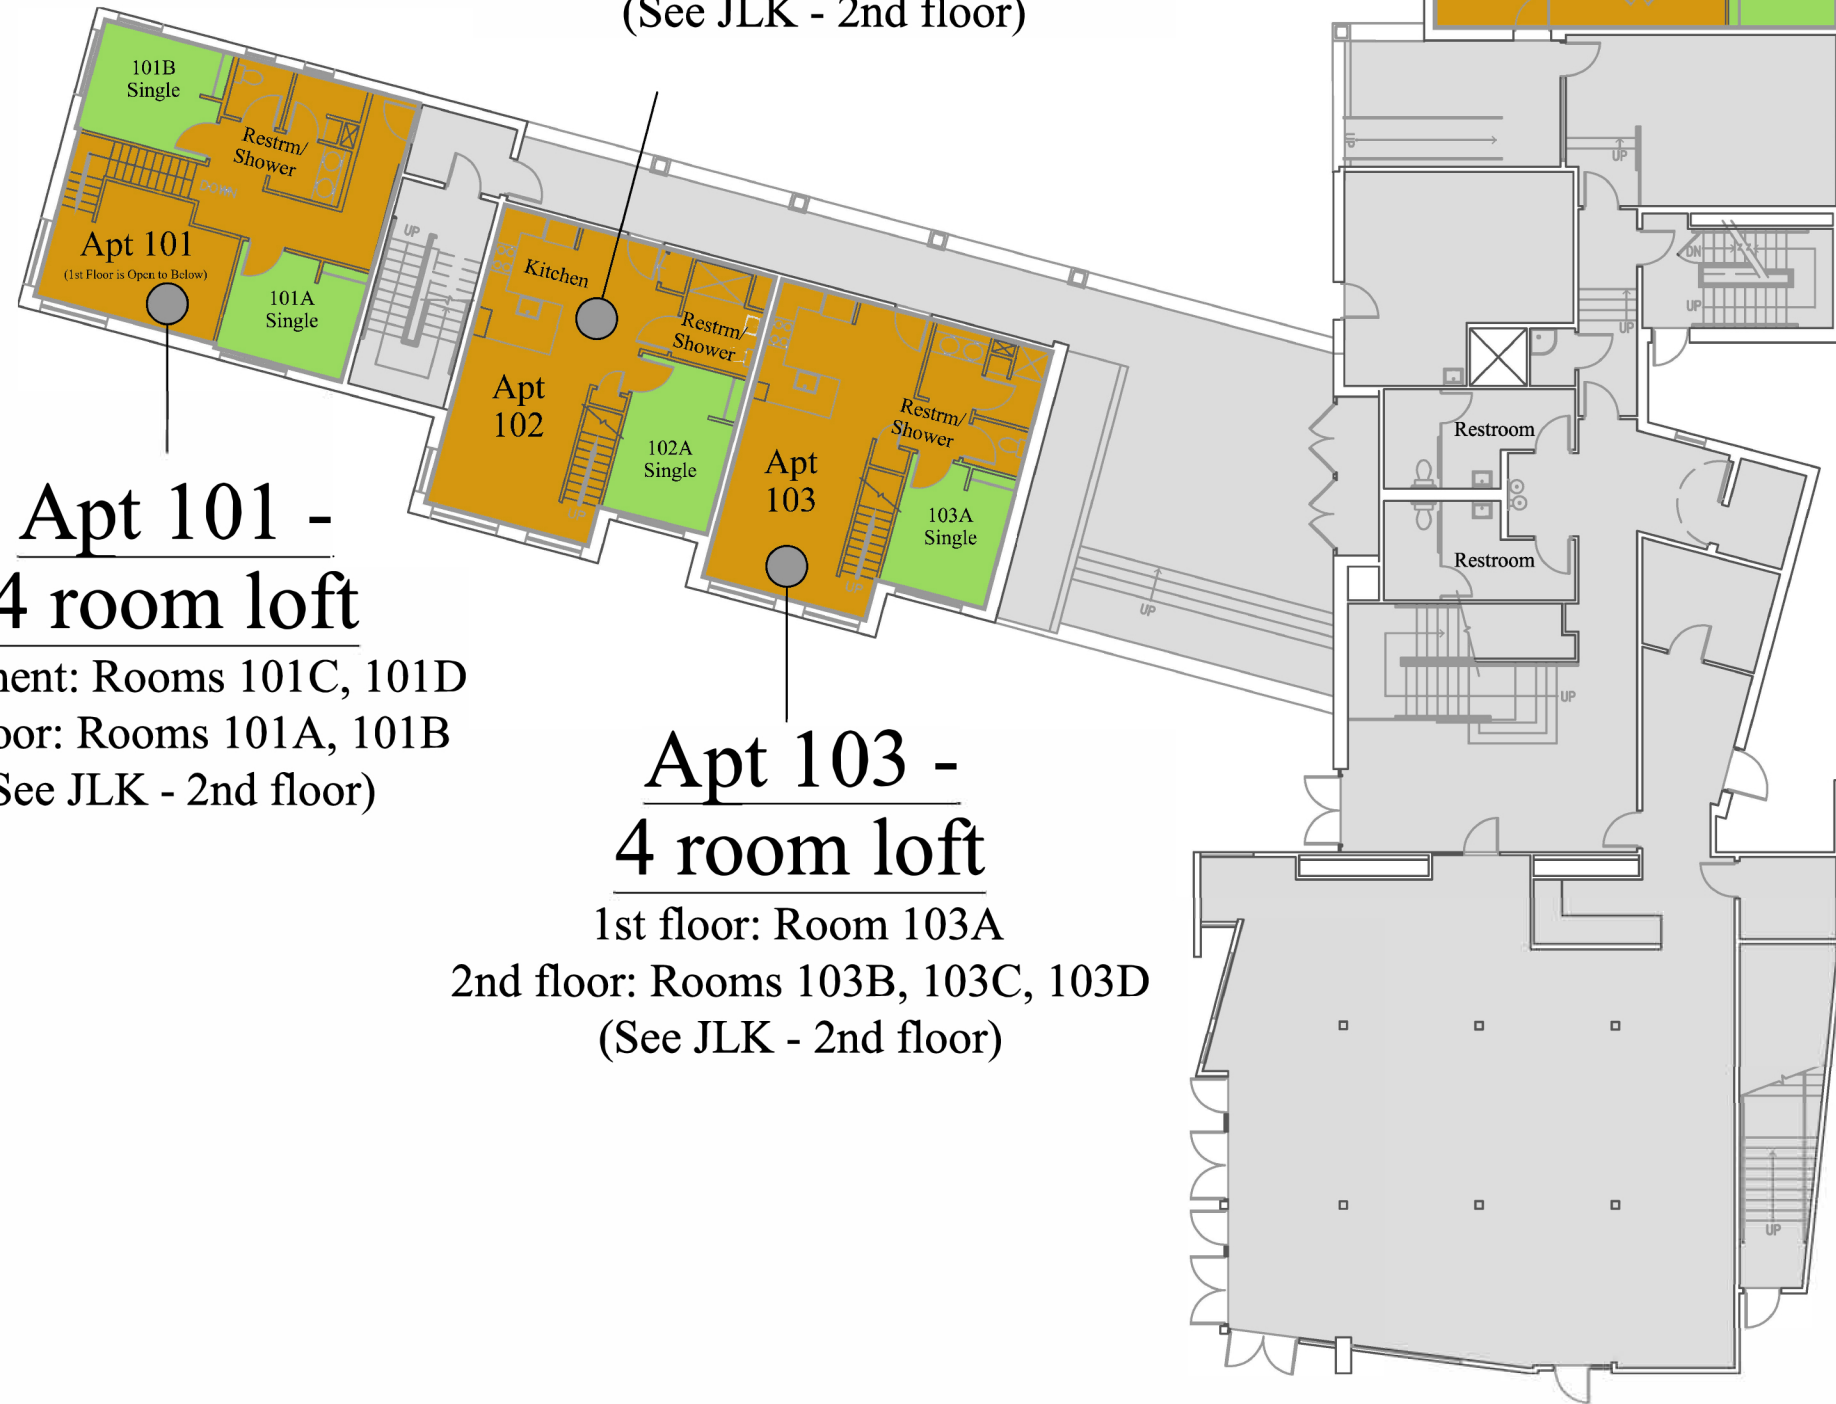 (See JLK - 2nd floor)
101B
Single
Restrm/
Shower
DOWN
Apt 101
(1st Floor is Open to Below)
101A
Single
UP
Kitchen
Restrm/
Shower
Apt
102
102A
Single
UP
Restrm/
Shower
Apt
103
103A
Single
UP
UP
UP
UP
DN
UP
UP
Restroom
Restroom
UP
UP
Apt 101 -
4 room loft
ment: Rooms 101C, 101D
oor: Rooms 101A, 101B
See JLK - 2nd floor)
Apt 103 -
4 room loft
1st floor: Room 103A
2nd floor: Rooms 103B, 103C, 103D
(See JLK - 2nd floor)